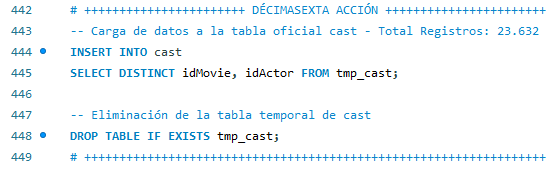 442 # +++++++++++++++++++++++ DÉCIMASEXTA ACCIÓN +++++++++++++++++++++++
443 -- Carga de datos a la tabla oficial cast - Total Registros: 23.632
444 INSERT INTO cast
445 SELECT DISTINCT idMovie, idActor FROM tmp_cast;
446
447 -- Eliminación de la tabla temporal de cast
448 DROP TABLE IF EXISTS tmp_cast;
449 # ++++++++++++++++++++++++++++++++++++++++++++++++++++++++++++++++++